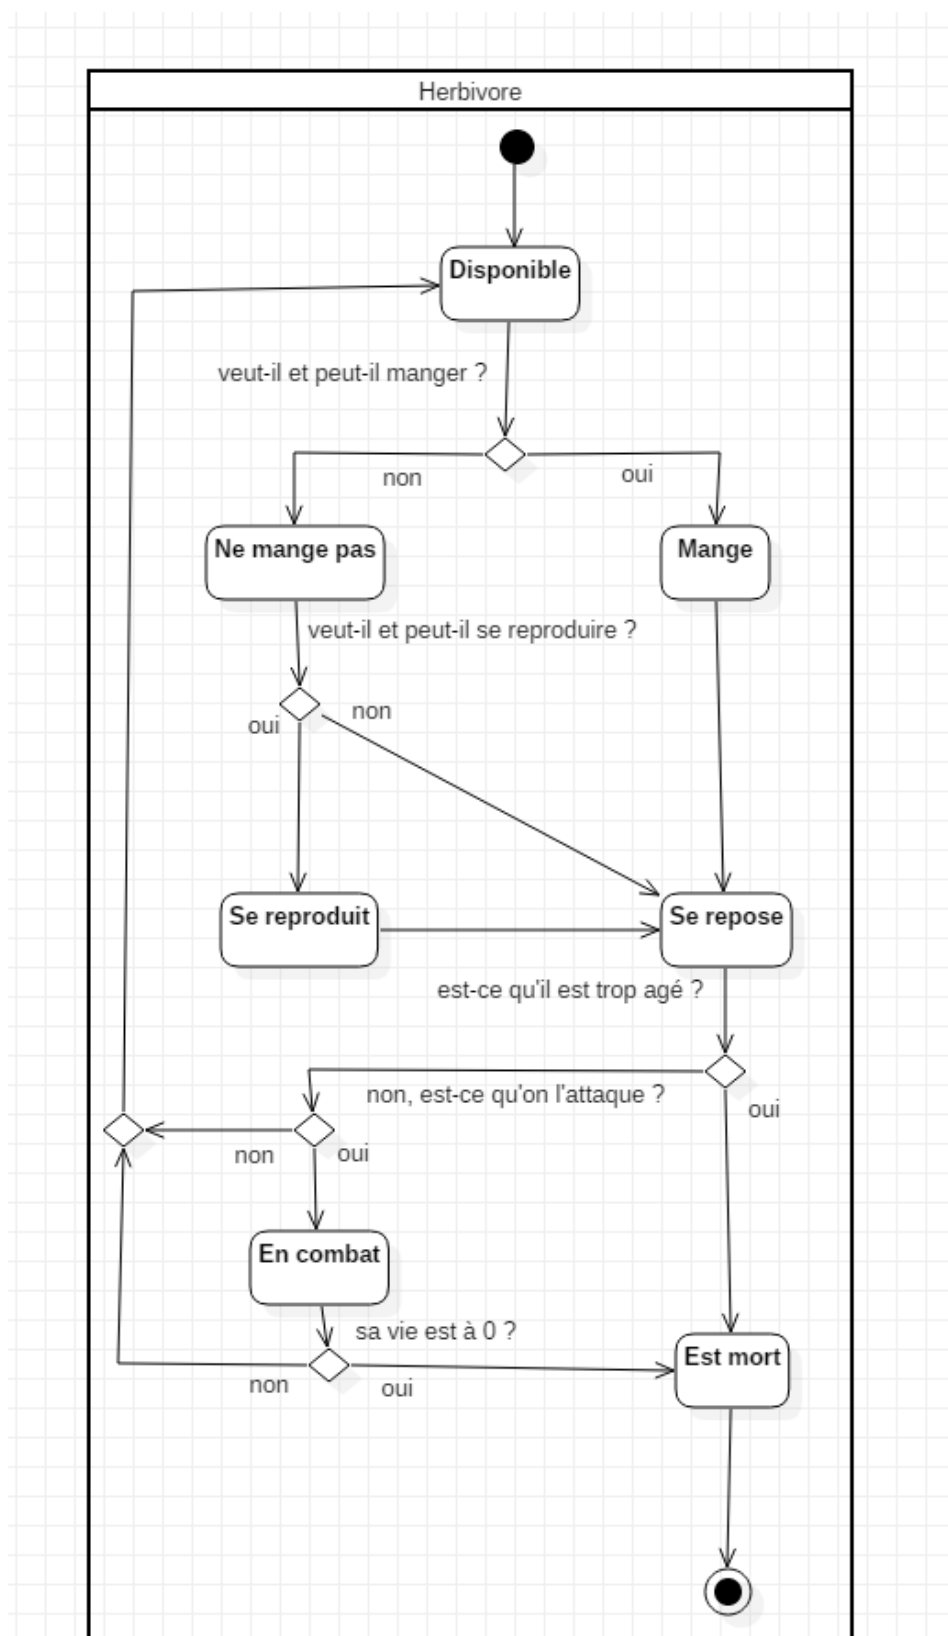 Herbivore
Disponible
veut-il et peut-il manger ?
non
oui
Ne mange pas
Mange
veut-il et peut-il se reproduire ?
oui
non
Se reproduit
Se repose
est-ce qu'il est trop agé ?
non, est-ce qu'on l'attaque ?
oui
non
oui
En combat
sa vie est à 0 ?
Est mort
non
oui